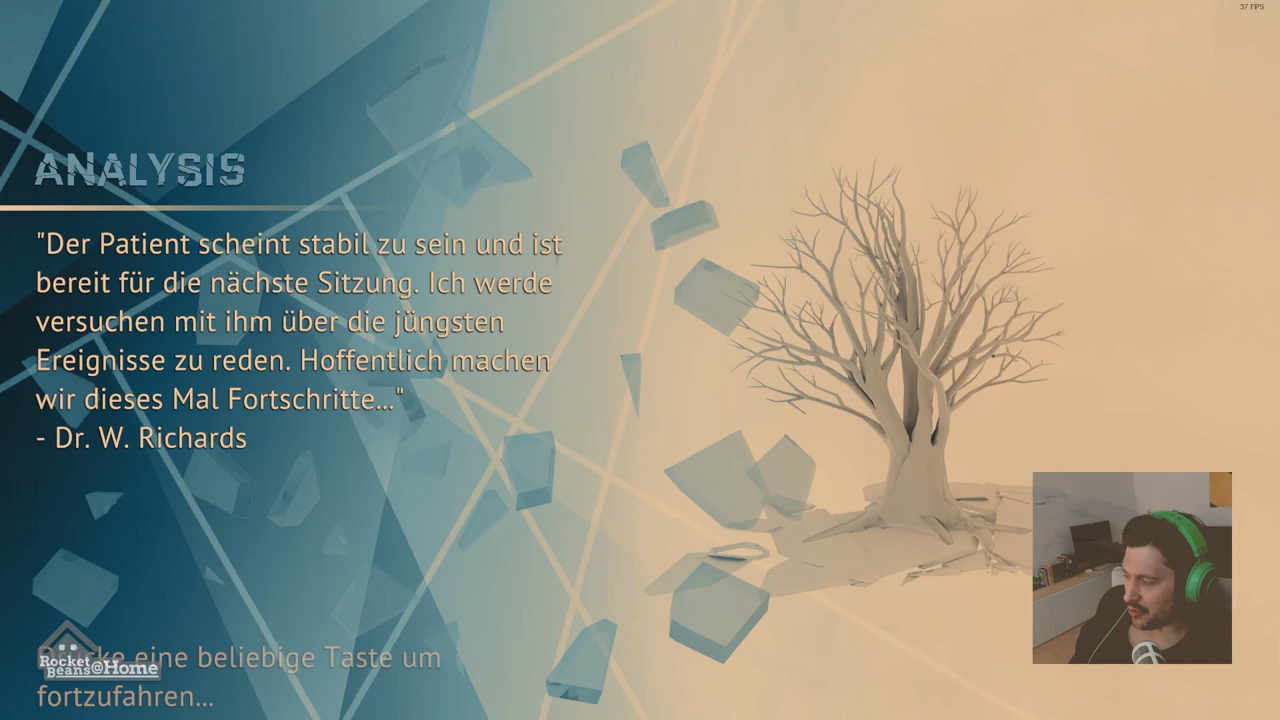 37 FPS
ANALYSIS
"Der Patient scheint stabil zu sein und ist
bereit für die nächste Sitzung. Ich werde
versuchen mit ihm über die jüngsten
Ereignisse zu reden. Hoffentlich machen
wir dieses Mal Fortschritte..."
- Dr. W. Richards
Drücke eine beliebige Taste um
fortzufahren...
Rocket
Beans@Home